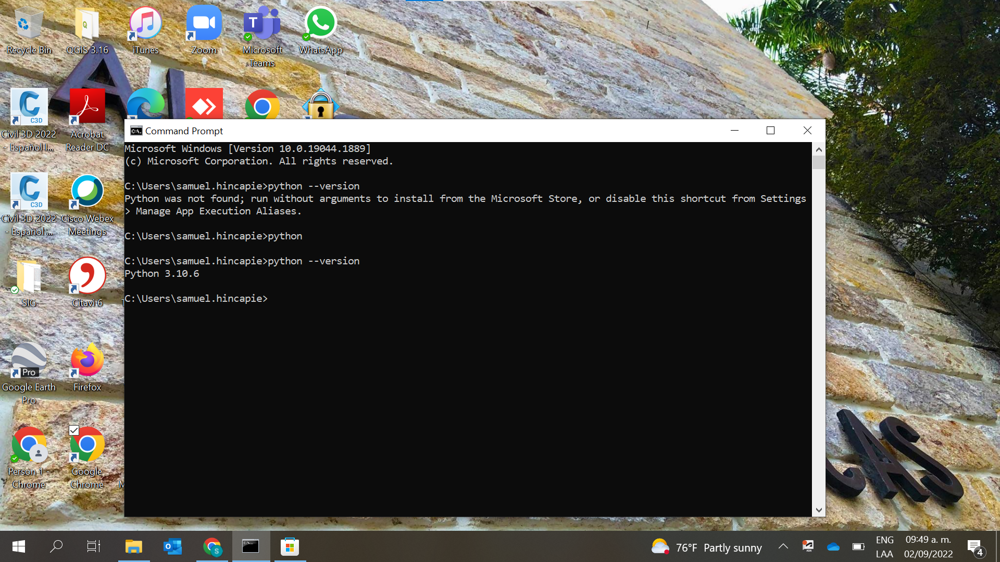 Recycle Bin
QGIS 3.16
iTunes
Zoom
Microsoft
Teams
WhatsApp
Civil 3D 2022
- Español I...
Acrobat
Reader DC
Civil 3D 2022
- Español ...
Cisco Webex
Meetings
SIG
Citavi 6
Pro
Google Earth
Pro
Firefox
Person 1 -
Chrome
Google
Chrome
C3D
C3D
Command Prompt
Microsoft Windows [Version 10.0.19044.1889]
(c) Microsoft Corporation. All rights reserved.
C:\Users\samuel.hincapie>python --version
Python was not found; run without arguments to install from the Microsoft Store, or disable this shortcut from Settings
> Manage App Execution Aliases.
C:\Users\samuel.hincapie>python
C:\Users\samuel.hincapie>python --version
Python 3.10.6
C:\Users\samuel.hincapie>
76°F Partly sunny
ENG
LAA
09:49 a. m.
02/09/2022
4